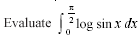 Evaluate ∫₀^{π/2} log sin x dx